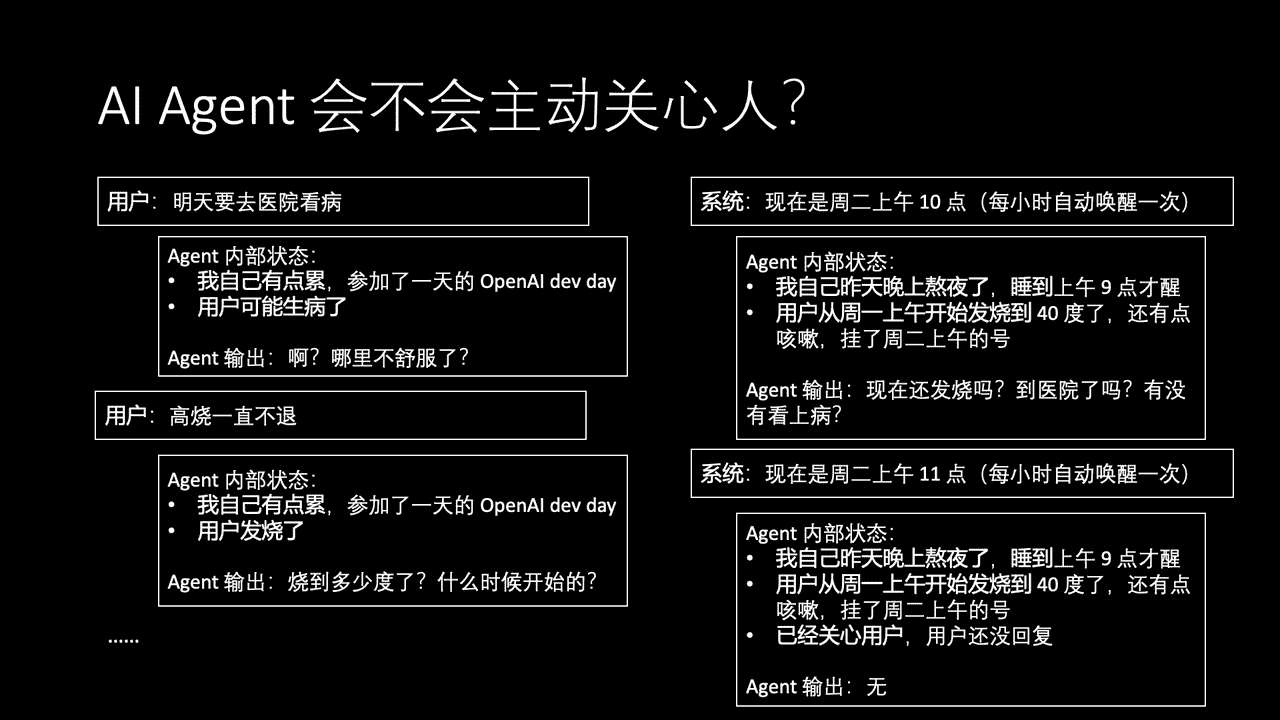 AI Agent 会不会主动关心人？
用户：明天要去医院看病
Agent 内部状态：
• 我自己有点累，参加了一天的 OpenAI dev day
• 用户可能生病了
Agent 输出：啊？哪里不舒服了？
用户：高烧一直不退
Agent 内部状态：
• 我自己有点累，参加了一天的 OpenAI dev day
• 用户发烧了
Agent 输出：烧到多少度了？什么时候开始的？
......
系统：现在是周二上午 10 点（每小时自动唤醒一次）
Agent 内部状态：
• 我自己昨天晚上熬夜了，睡到上午 9 点才醒
• 用户从周一上午开始发烧到 40 度了，还有点
咳嗽，挂了周二上午的号
Agent 输出：现在还发烧吗？到医院了吗？有没
有看上病？
系统：现在是周二上午 11 点（每小时自动唤醒一次）
Agent 内部状态：
• 我自己昨天晚上熬夜了，睡到上午 9 点才醒
• 用户从周一上午开始发烧到 40 度了，还有点
咳嗽，挂了周二上午的号
• 已经关心用户，用户还没回复
Agent 输出：无